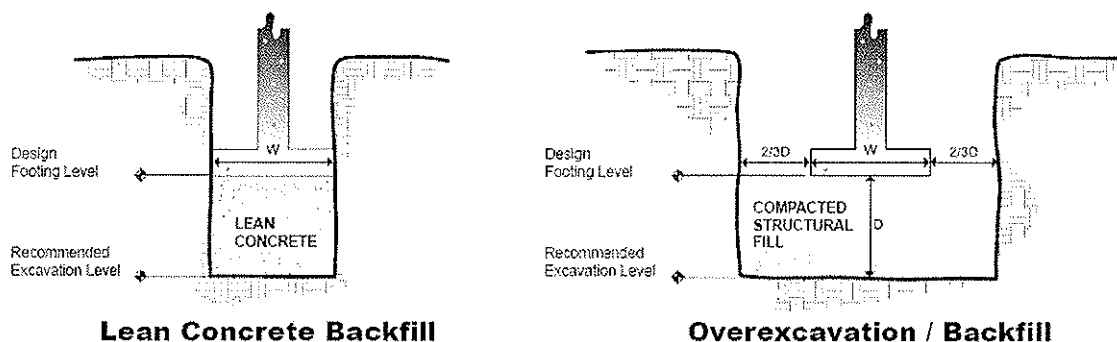 W
Design
Footing Level
LEAN
CONCRETE
Recommended
Excavation Level
Lean Concrete Backfill
2/3D
W
2/3D
Design
Footing Level
COMPACTED
STRUCTURAL
FILL
D
Recommended
Excavation Level
Overexcavation / Backfill